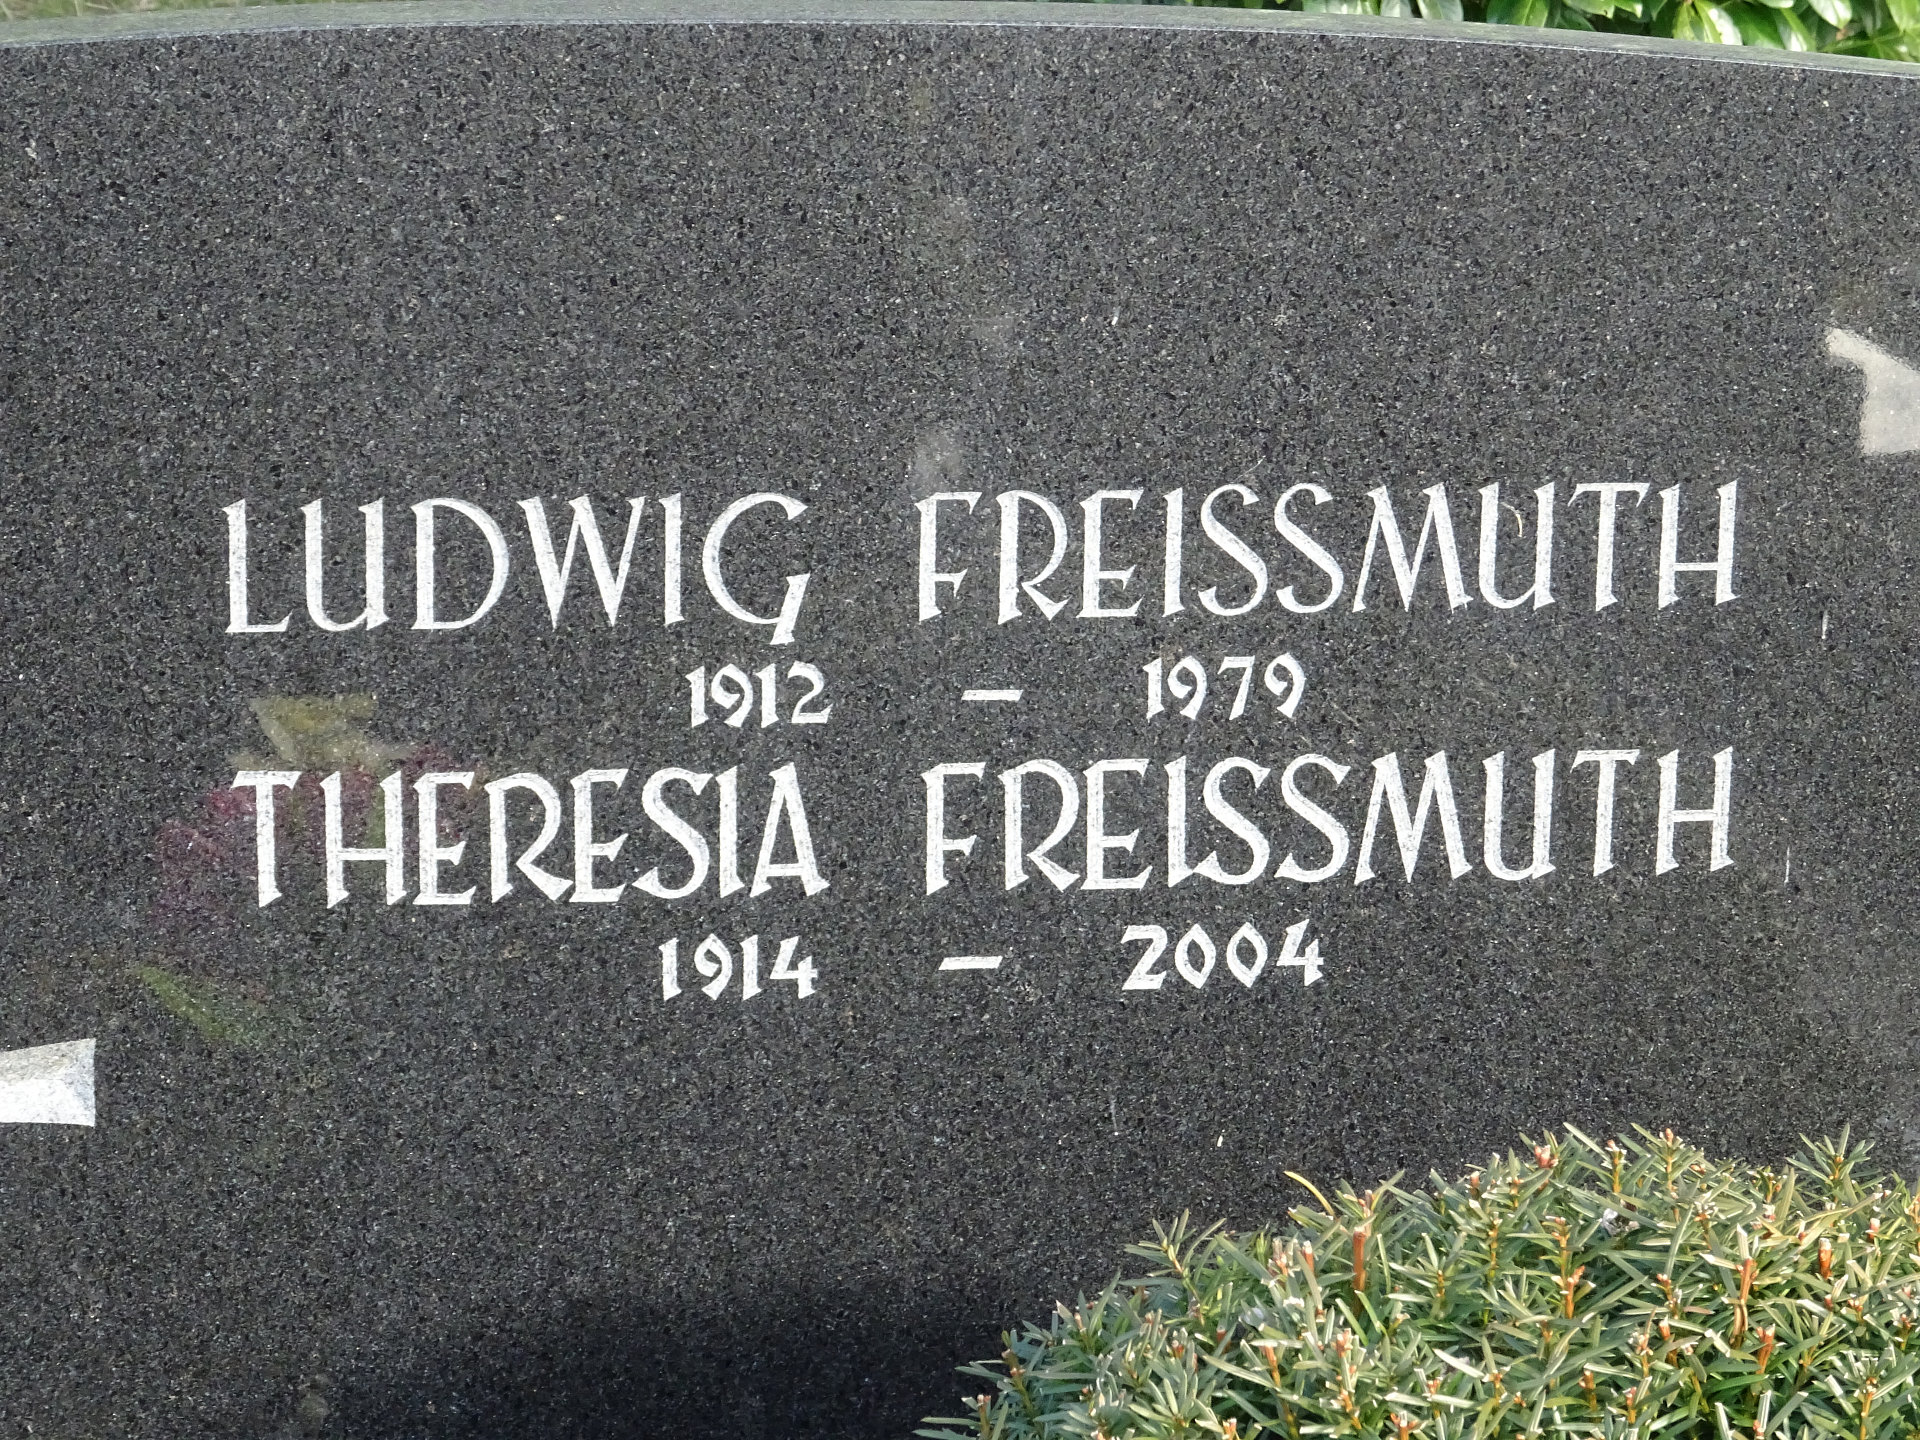 LUDWIG FREISSMUTH
1912 – 1979
THERESIA FREISSMUTH
1914 – 2004